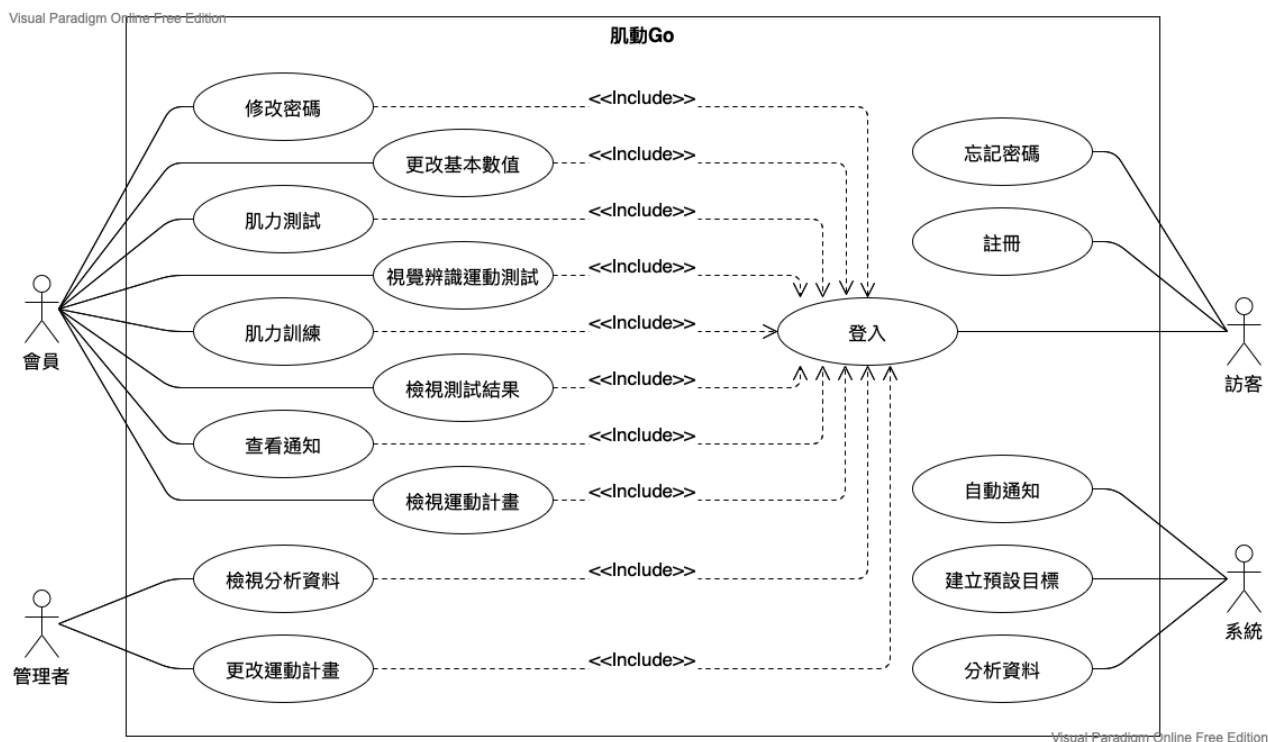 Visual Paradigm Online Free Edition
肌動Go
修改密碼
<<Include>>
更改基本數值
<<Include>>
忘記密碼
肌力測試
<<Include>>
註冊
視覺辨識運動測試
<<Include>>
會員
肌力訓練
<<Include>>
登入
訪客
檢視測試結果
<<Include>>
查看通知
<<Include>>
檢視運動計畫
<<Include>>
自動通知
檢視分析資料
<<Include>>
建立預設目標
系統
管理者
更改運動計畫
<<Include>>
分析資料
Visual Paradigm Online Free Edition